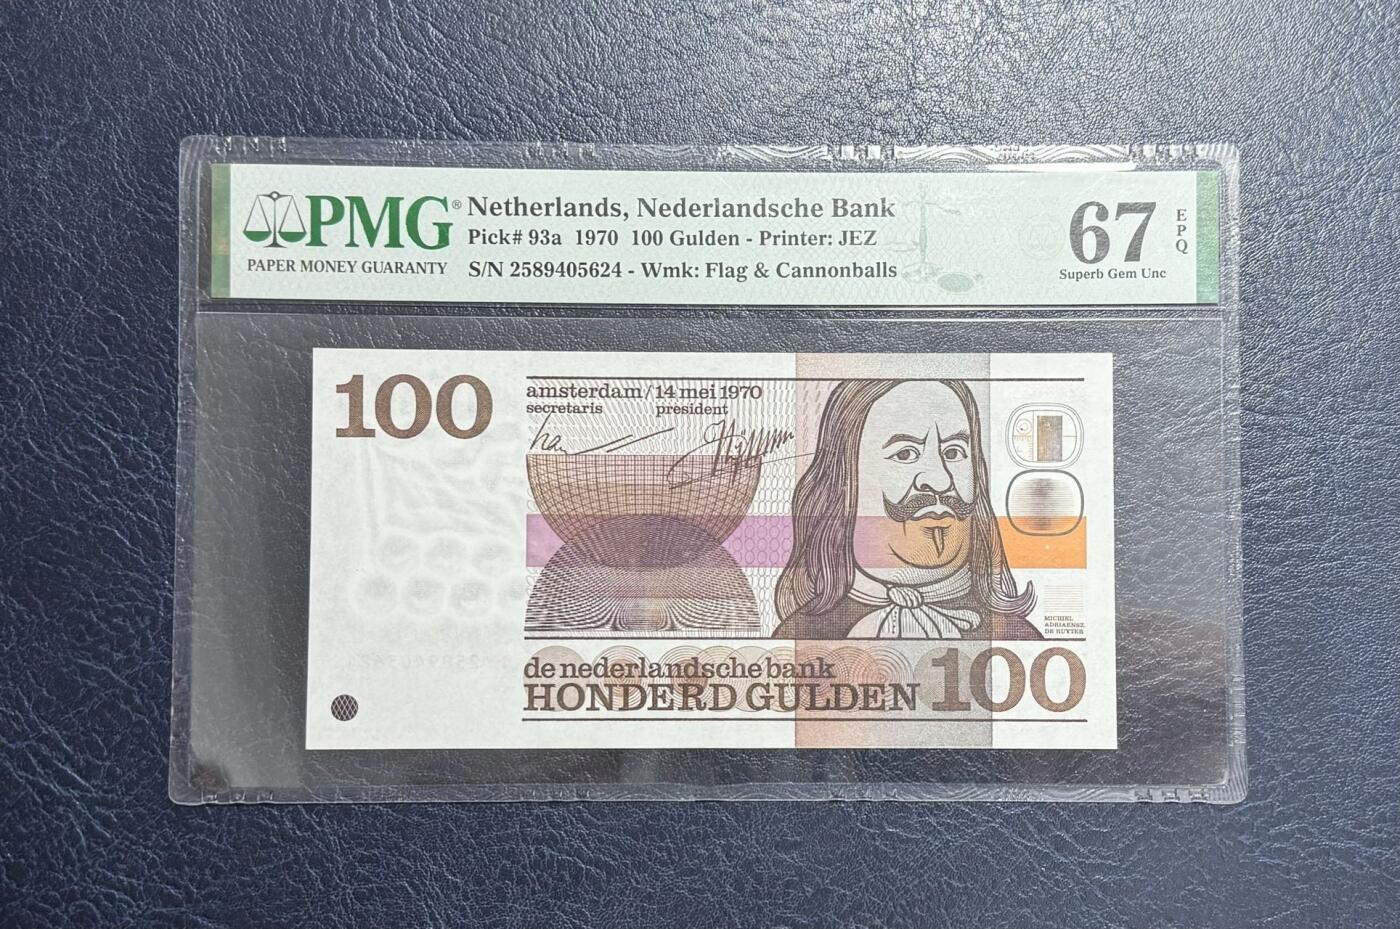 PMG®
PAPER MONEY GUARANTY
Netherlands, Nederlandsche Bank
Pick# 93a 1970 100 Gulden - Printer: JEZ
S/N 2589405624 - Wmk: Flag & Cannonballs
67
EPQ
Superb Gem Unc
100
amsterdam/14 mei 1970
secretaris president
MICHIEL
ADRIAENSZ.
DE RUYTER
de nederlandsche bank
HONDERD GULDEN 100